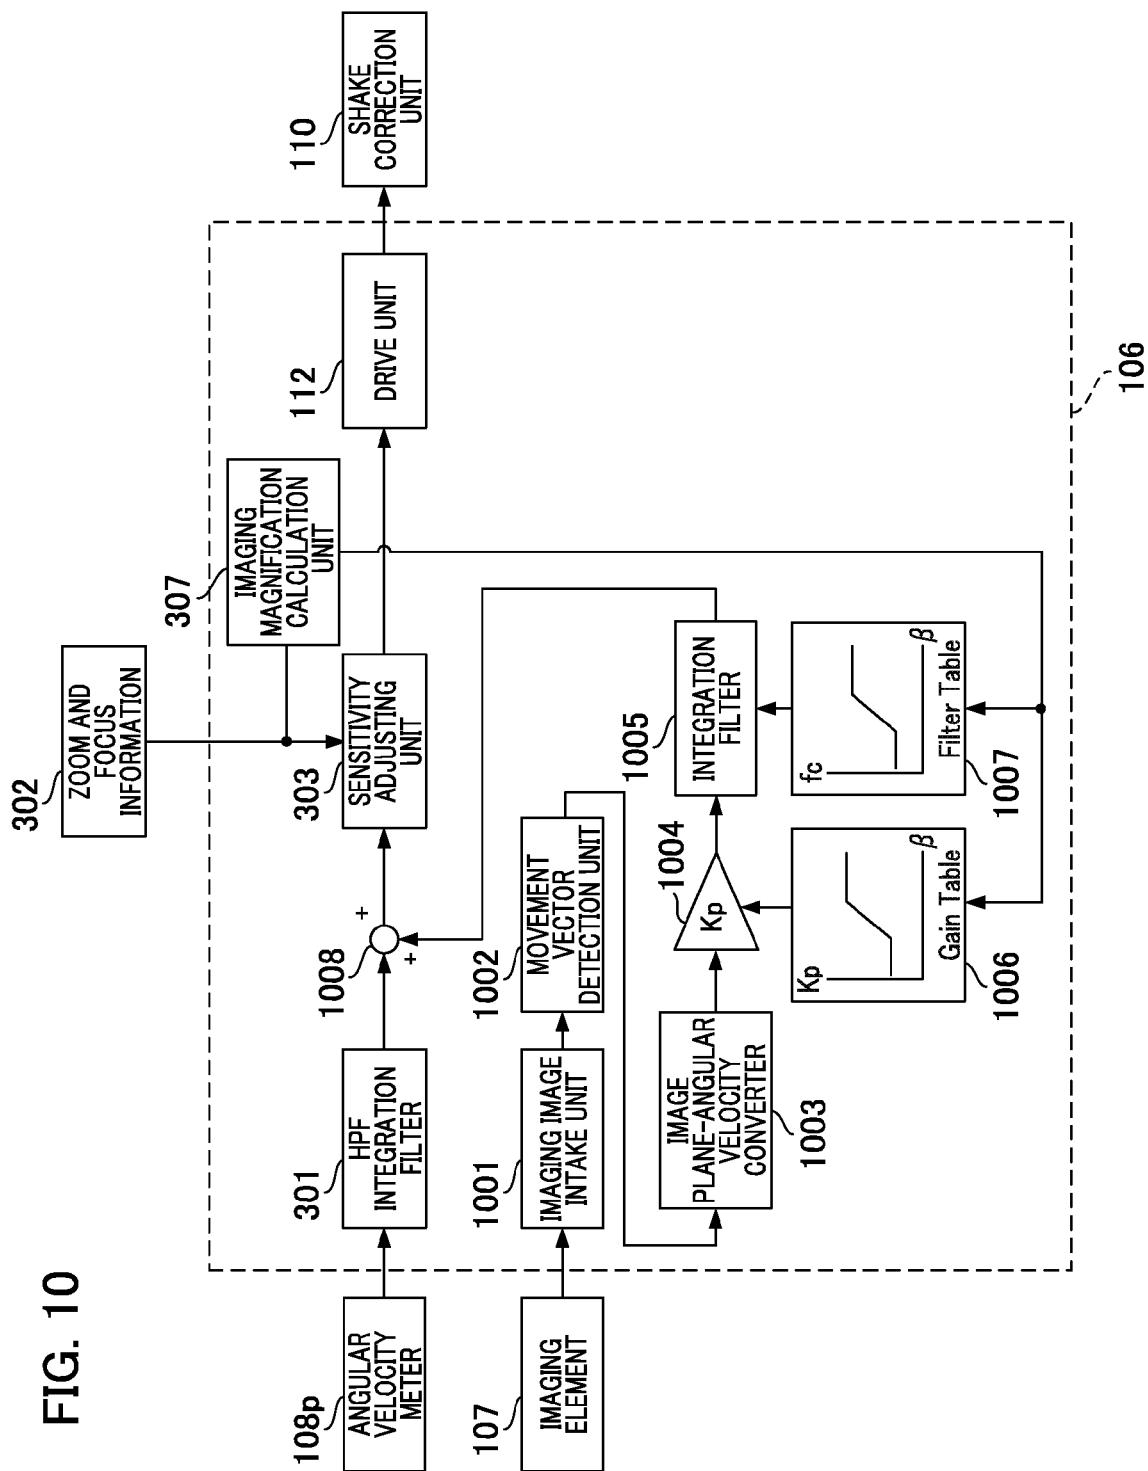 FIG. 10
302
ZOOM AND
FOCUS
INFORMATION
307
IMAGING
MAGNIFICATION
CALCULATION
UNIT
108p
ANGULAR
VELOCITY
METER
301
HPF
INTEGRATION
FILTER
1008
+
+
303
SENSITIVITY
ADJUSTING
UNIT
112
DRIVE UNIT
110
SHAKE
CORRECTION
UNIT
107
IMAGING
ELEMENT
1001
IMAGING IMAGE
INTAKE UNIT
1002
MOVEMENT
VECTOR
DETECTION UNIT
IMAGE
PLANE-ANGULAR
VELOCITY
CONVERTER
1003
Kp
1004
1005
INTEGRATION
FILTER
Kp
β
Gain Table
1006
fc
β
Filter Table
1007
106